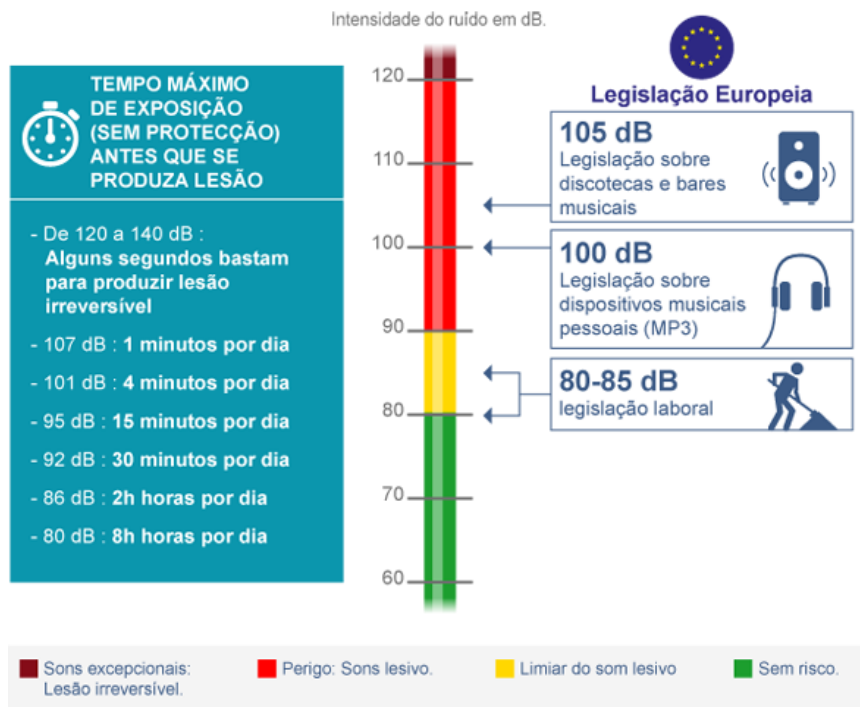 Intensidade do ruído em dB.
TEMPO MÁXIMO
DE EXPOSIÇÃO
(SEM PROTECÇÃO)
ANTES QUE SE
PRODUZA LESÃO
- De 120 a 140 dB :
Alguns segundos bastam
para produzir lesão
irreversível
- 107 dB : 1 minutos por dia
- 101 dB : 4 minutos por dia
- 95 dB : 15 minutos por dia
- 92 dB : 30 minutos por dia
- 86 dB : 2h horas por dia
- 80 dB : 8h horas por dia
120
110
100
90
80
70
60
Legislação Europeia
105 dB
Legislação sobre
discotecas e bares
musicais
100 dB
Legislação sobre
dispositivos musicais
pessoais (MP3)
80-85 dB
legislação laboral
Sons excepcionais:
Lesão irreversível.
Perigo: Sons lesivo.
Limiar do som lesivo
Sem risco.